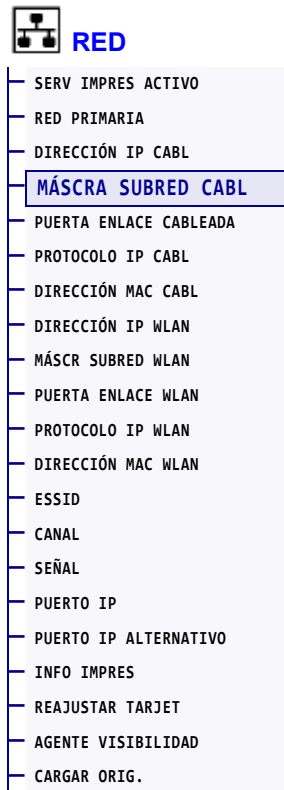 RED
SERV IMPRES ACTIVO
RED PRIMARIA
DIRECCIÓN IP CABL
MÁSCRA SUBRED CABL
PUERTA ENLACE CABLEADA
PROTOCOLO IP CABL
DIRECCIÓN MAC CABL
DIRECCIÓN IP WLAN
MÁSCR SUBRED WLAN
PUERTA ENLACE WLAN
PROTOCOLO IP WLAN
DIRECCIÓN MAC WLAN
ESSID
CANAL
SEÑAL
PUERTO IP
PUERTO IP ALTERNATIVO
INFO IMPRES
REAJUSTAR TARJET
AGENTE VISIBILIDAD
CARGAR ORIG.